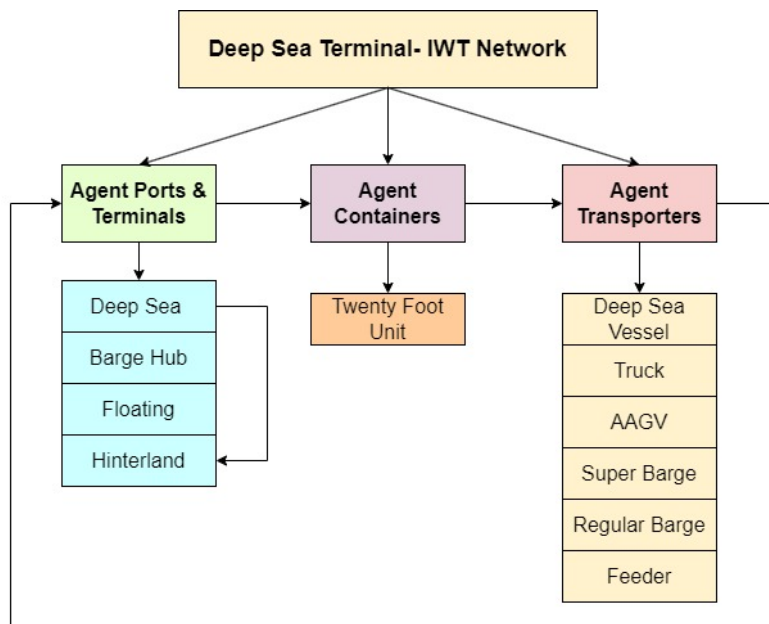 Deep Sea Terminal- IWT Network
Agent Ports &
Terminals
Agent
Containers
Agent
Transporters
Deep Sea
Barge Hub
Floating
Hinterland
Twenty Foot
Unit
Deep Sea
Vessel
Truck
AAGV
Super Barge
Regular Barge
Feeder